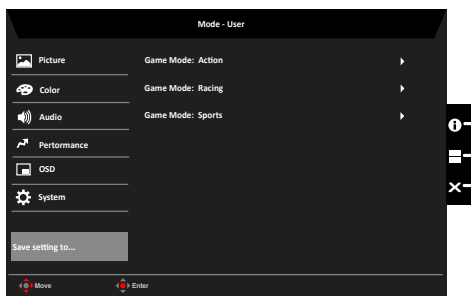 Mode - User
Picture
Game Mode: Action
Color
Game Mode: Racing
Audio
Game Mode: Sports
Pertormance
OSD
System
Save setting to...
Move
Enter